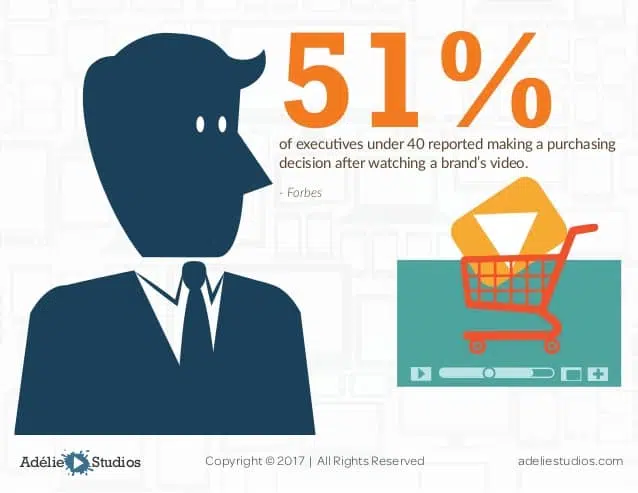 51%
of executives under 40 reported making a purchasing
decision after watching a brand's video.
- Forbes
Adélie Studios
Copyright © 2017 | All Rights Reserved
adeliestudios.com